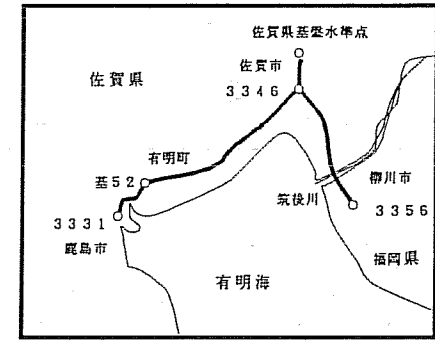 佐賀県基盤水準点
佐賀市
3346
佐賀県
有明町
基52
3331
鹿島市
筑後川
柳川市
3356
福岡県
有明海